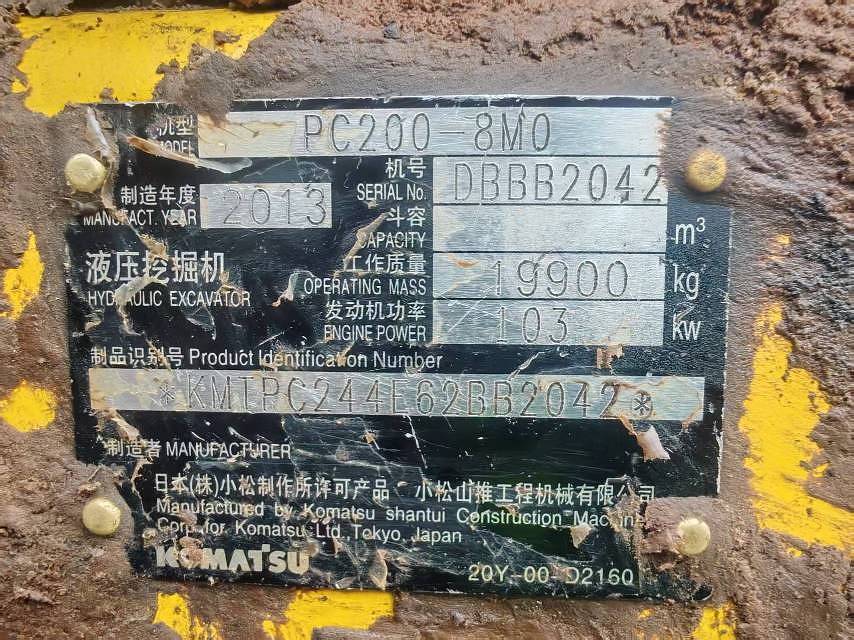 机型 MODEL PC200-8M0
机号 SERIAL No. DBBB2042
制造年度 MANUFACT. YEAR 2013
斗容 CAPACITY m³
液压挖掘机 HYDRAULIC EXCAVATOR
工作质量 OPERATING MASS 19900 kg
发动机功率 ENGINE POWER 103 kw
制品识别号 Product Identification Number
*KMTPC244E62BB2042*
制造者 MANUFACTURER
日本(株)小松制作所许可产品 小松山推工程机械有限公司
Manufactured by Komatsu shantui Construction Machine
Corp. for Komatsu Ltd.,Tokyo, Japan
KOMATSU
20Y-00-D2160